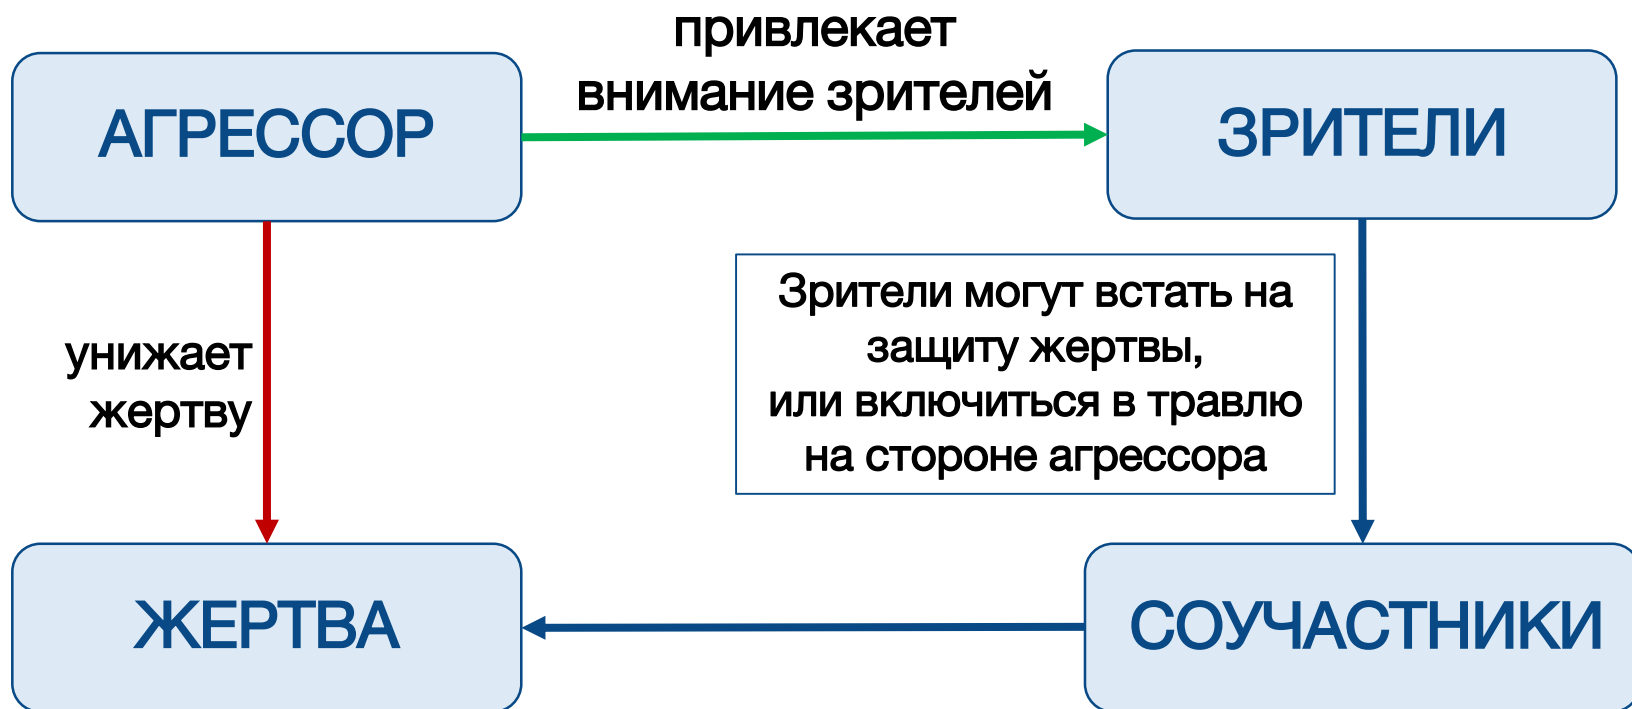 привлекает
внимание зрителей
АГРЕССОР
ЗРИТЕЛИ
унижает
жертву
Зрители могут встать на
защиту жертвы,
или включиться в травлю
на стороне агрессора
ЖЕРТВА
СОУЧАСТНИКИ